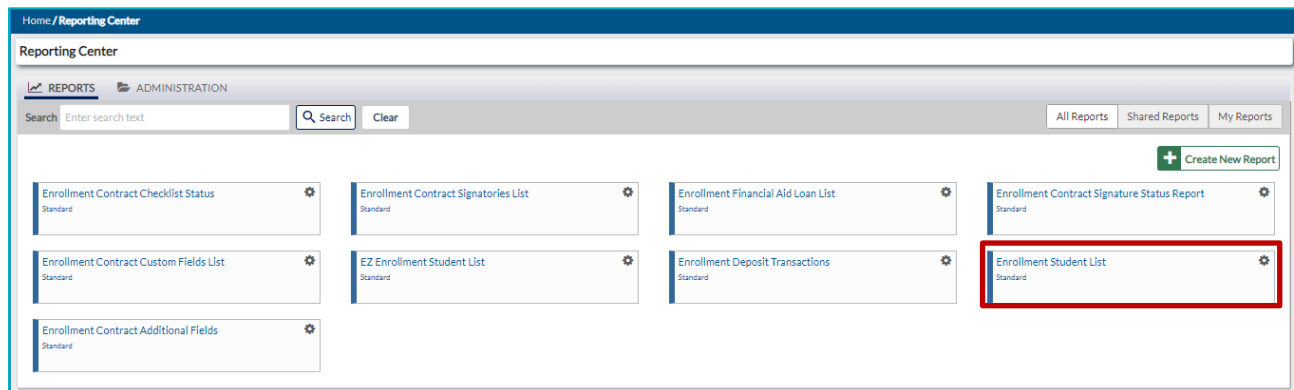 Home / Reporting Center
Reporting Center
REPORTS ADMINISTRATION
Search Enter search text Search Clear All Reports Shared Reports My Reports
Create New Report
Enrollment Contract Checklist Status Enrollment Contract Signatories List Enrollment Financial Aid Loan List Enrollment Contract Signature Status Report
Standard Standard Standard Standard
Enrollment Contract Custom Fields List EZ Enrollment Student List Enrollment Deposit Transactions Enrollment Student List
Standard Standard Standard Standard
Enrollment Contract Additional Fields
Standard